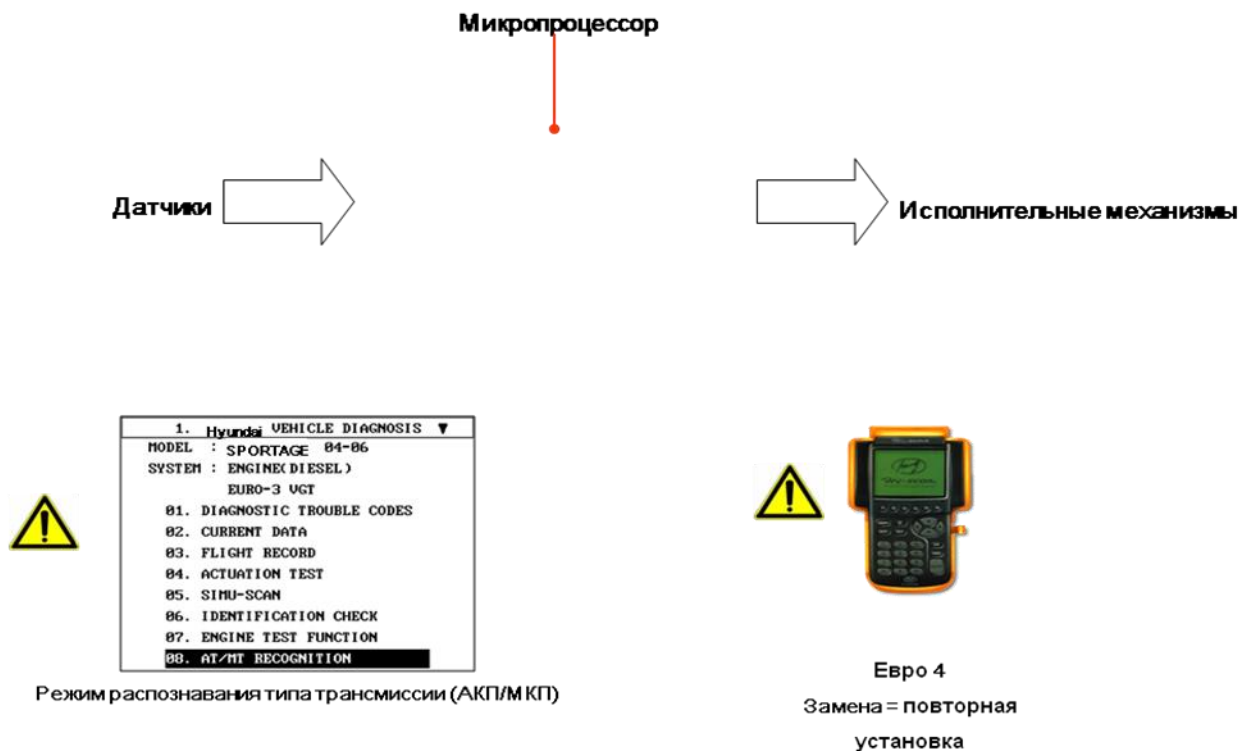 Микропроцессор
Датчики
Исполнительные механизмы
1. Hyundai VEHICLE DIAGNOSIS ▼
MODEL : SPORTAGE 04-06
SYSTEM : ENGINE(DIESEL)
EURO-3 VGT
01. DIAGNOSTIC TROUBLE CODES
02. CURRENT DATA
03. FLIGHT RECORD
04. ACTUATION TEST
05. SIMU-SCAN
06. IDENTIFICATION CHECK
07. ENGINE TEST FUNCTION
08. AT/MT RECOGNITION
Режим распознавания типа трансмиссии (АКП/МКП)
Евро 4
Замена = повторная
установка